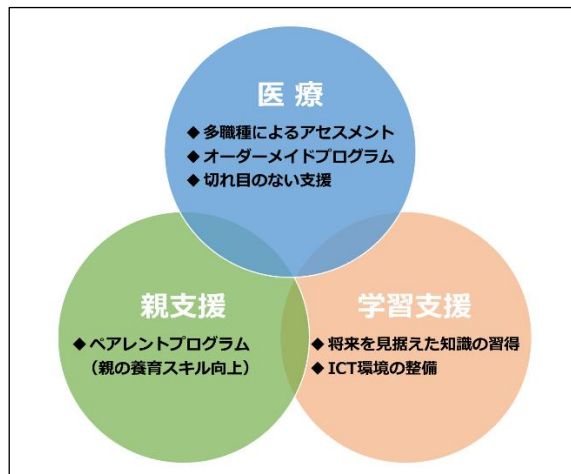 医 療
◆ 多職種によるアセスメント
◆ オーダーメイドプログラム
◆ 切れ目のない支援
親支援
◆ ペアレントプログラム
（親の養育スキル向上）
学習支援
◆ 将来を見据えた知識の習得
◆ ICT環境の整備